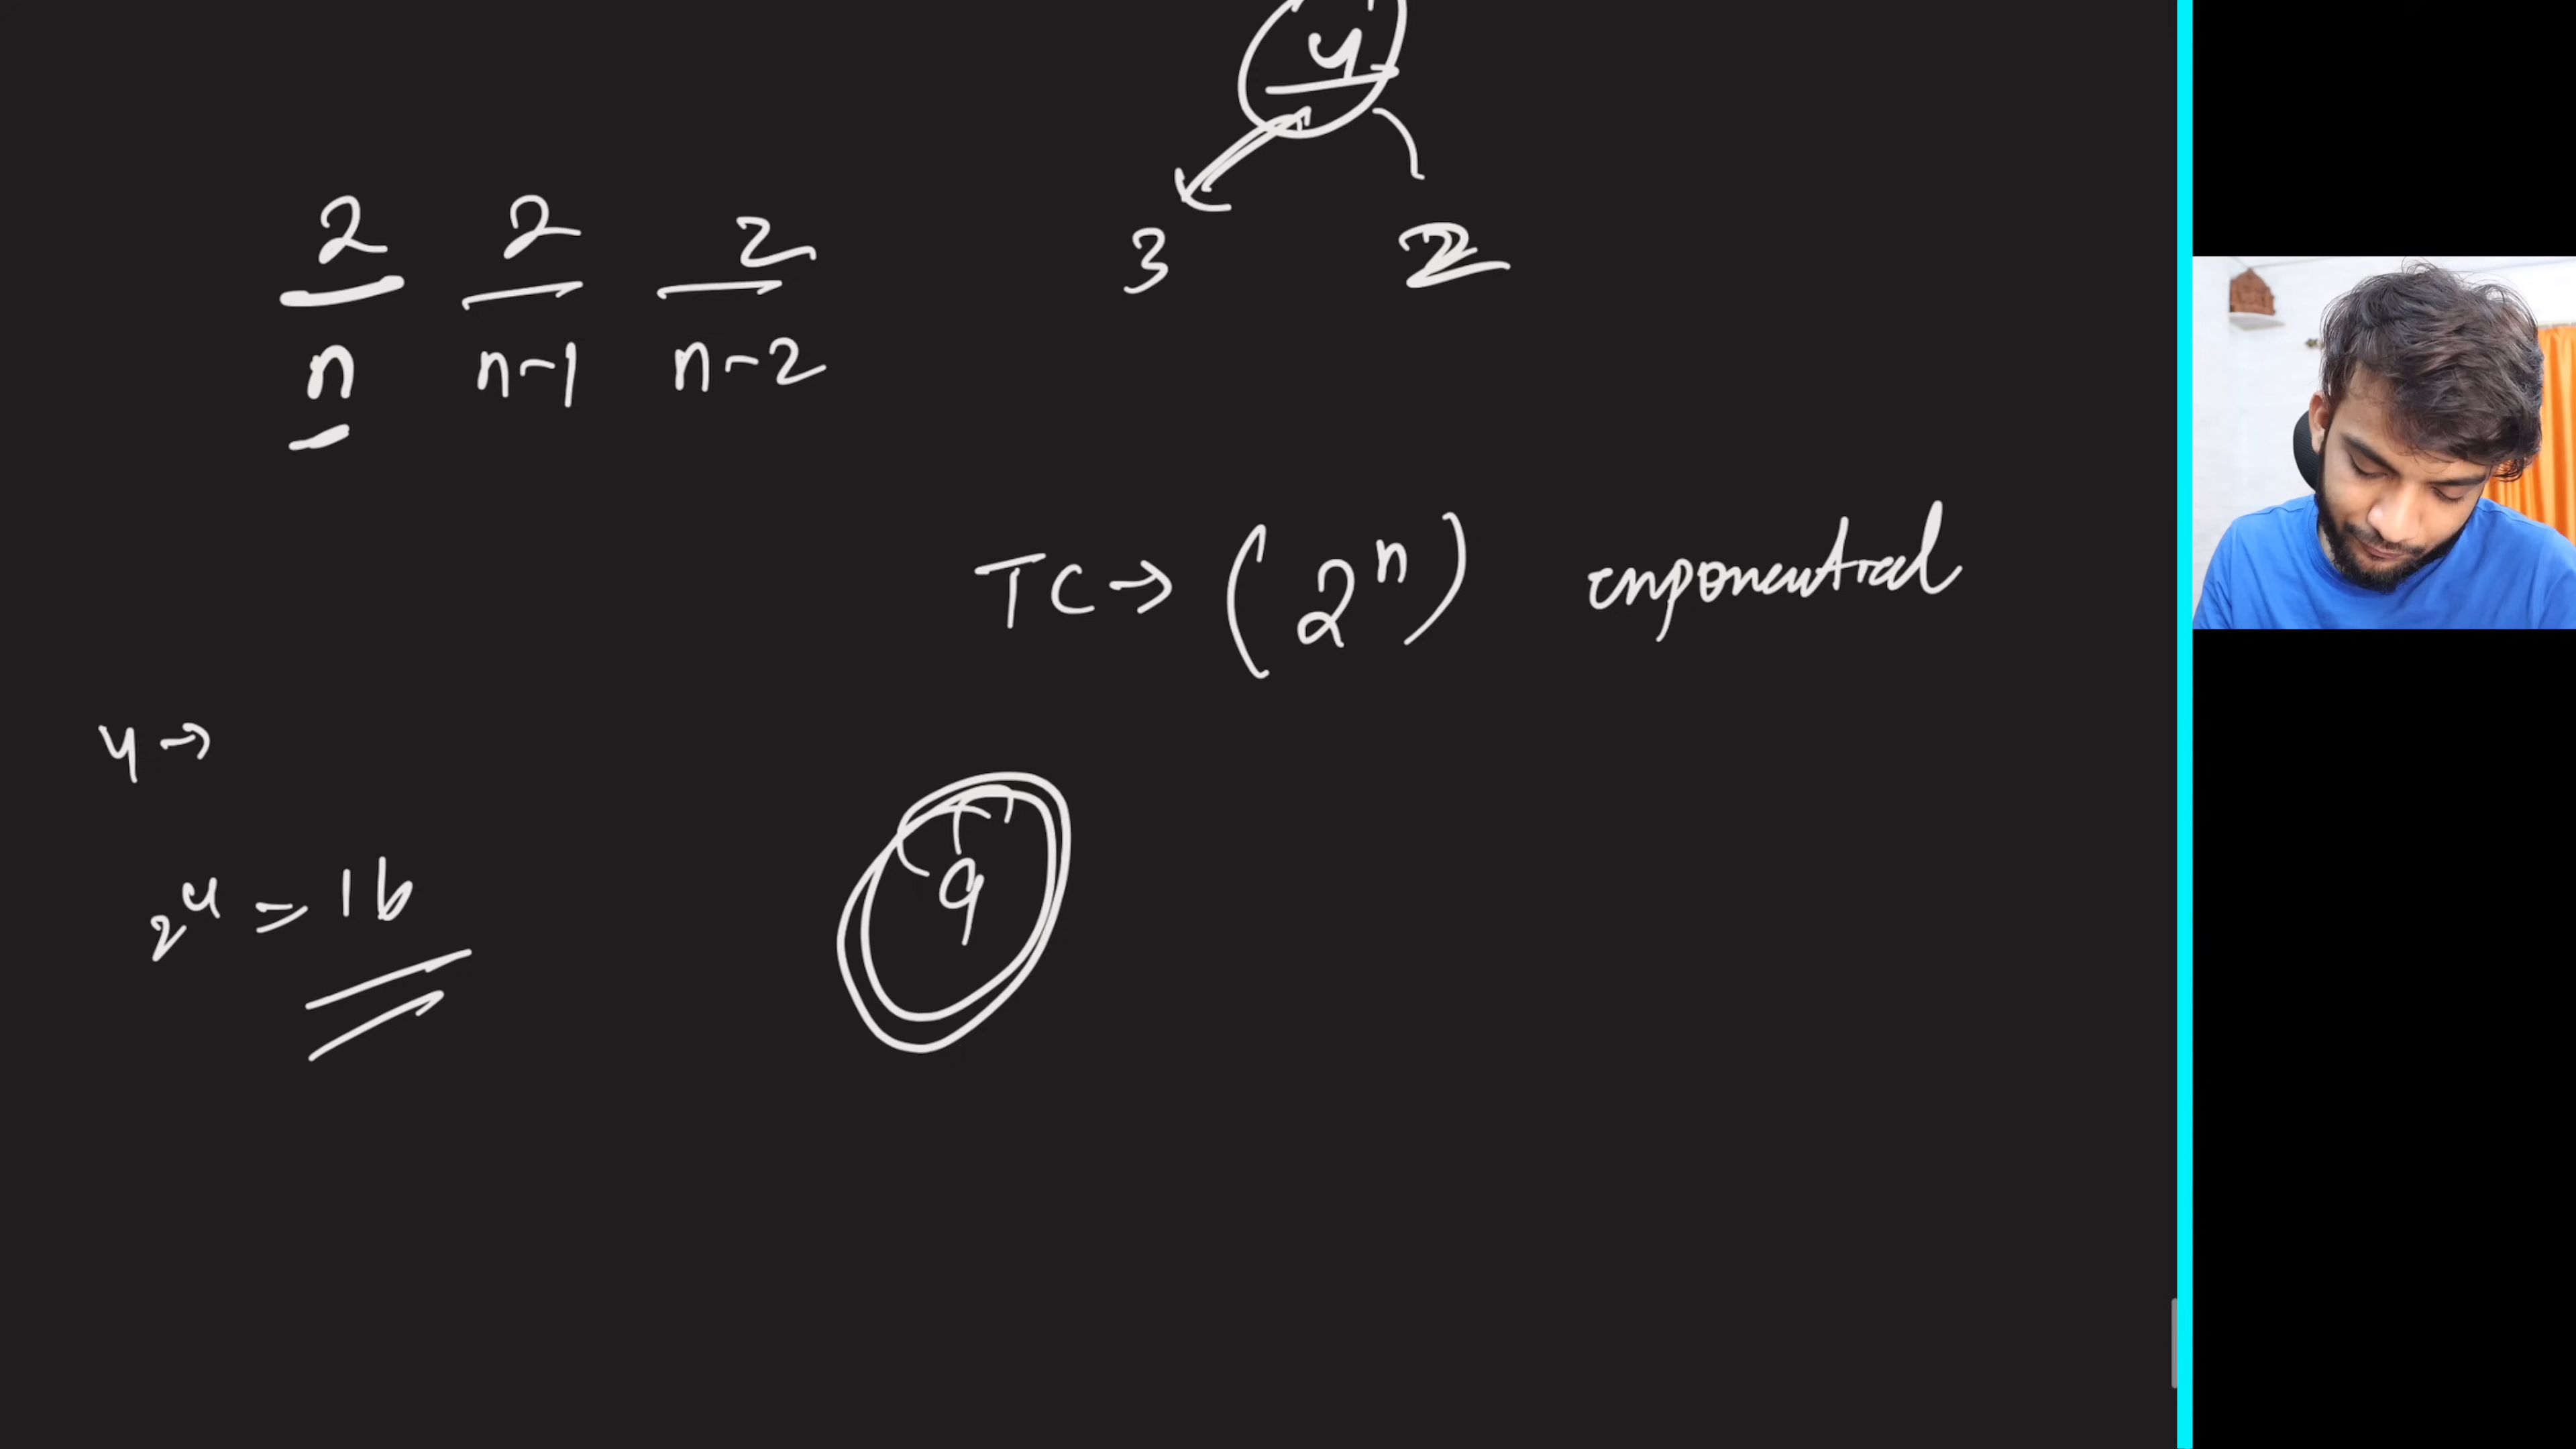 4
3 2
2 2 2
n n-1 n-2
TC → (2ⁿ) exponential
4 →
2⁴ = 16
9